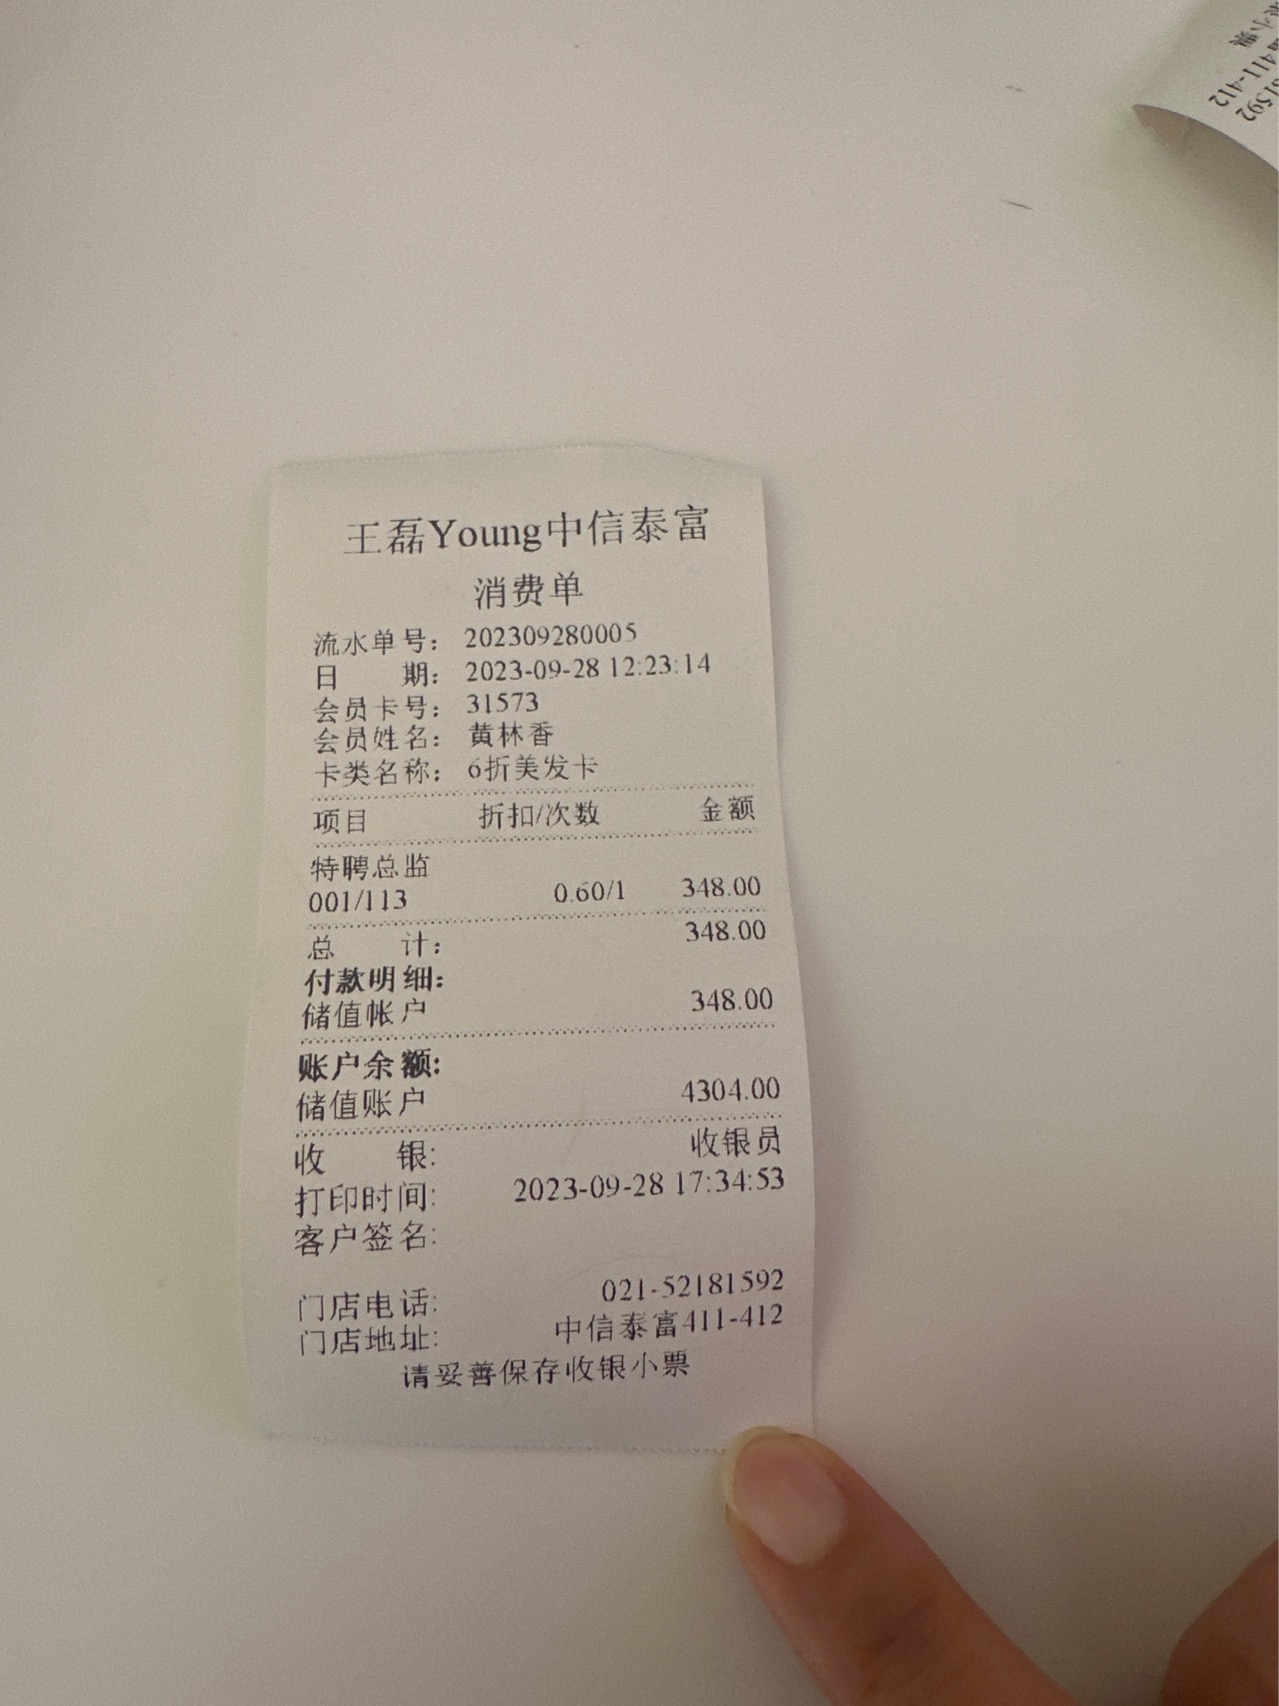 王磊Young中信泰富
消费单
流水单号： 202309280005
日 期： 2023-09-28 12:23:14
会员卡号： 31573
会员姓名： 黄林香
卡类名称： 6折美发卡
项目 折扣/次数 金额
特聘总监
001/113 0.60/1 348.00
总 计： 348.00
付款明细:
储值帐户 348.00
账户余额:
储值账户 4304.00
收 银: 收银员
打印时间: 2023-09-28 17:34:53
客户签名:
门店电话: 021-52181592
门店地址: 中信泰富411-412
请妥善保存收银小票
小票
411-412